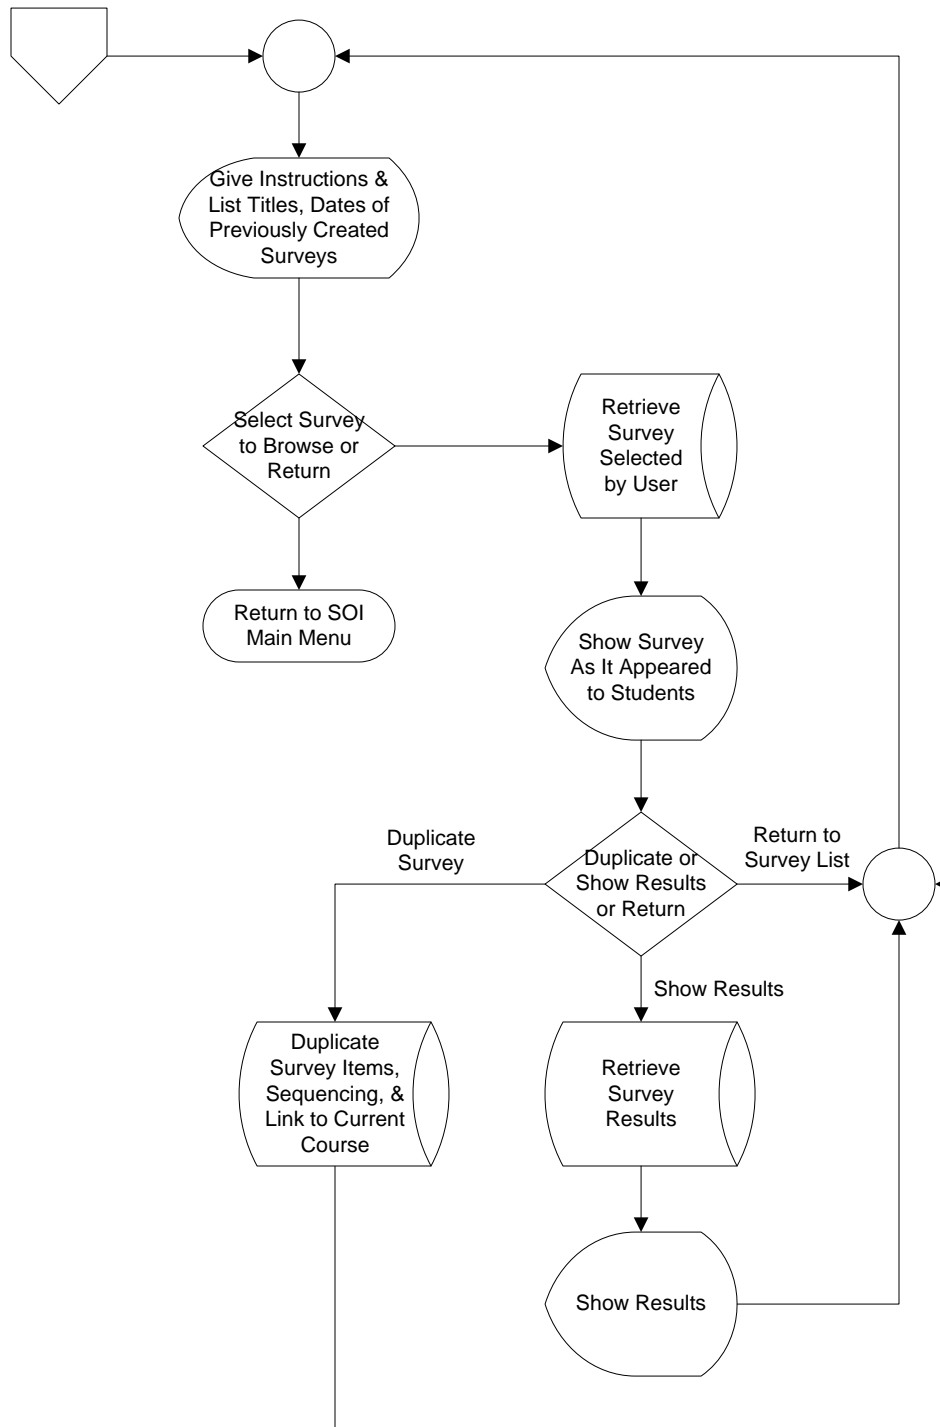 Give Instructions &
List Titles, Dates of
Previously Created
Surveys
Select Survey
to Browse or
Return
Retrieve
Survey
Selected
by User
Return to SOI
Main Menu
Show Survey
As It Appeared
to Students
Duplicate
Survey
Duplicate or
Show Results
or Return
Return to
Survey List
Show Results
Duplicate
Survey Items,
Sequencing, &
Link to Current
Course
Retrieve
Survey
Results
Show Results